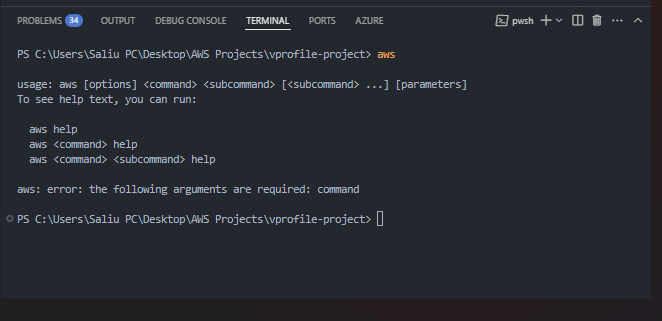 PROBLEMS 34 OUTPUT DEBUG CONSOLE TERMINAL PORTS AZURE pwsh
PS C:\Users\Saliu PC\Desktop\AWS Projects\vprofile-project> aws
usage: aws [options] <command> <subcommand> [<subcommand> ...] [parameters]
To see help text, you can run:
aws help
aws <command> help
aws <command> <subcommand> help
aws: error: the following arguments are required: command
PS C:\Users\Saliu PC\Desktop\AWS Projects\vprofile-project>